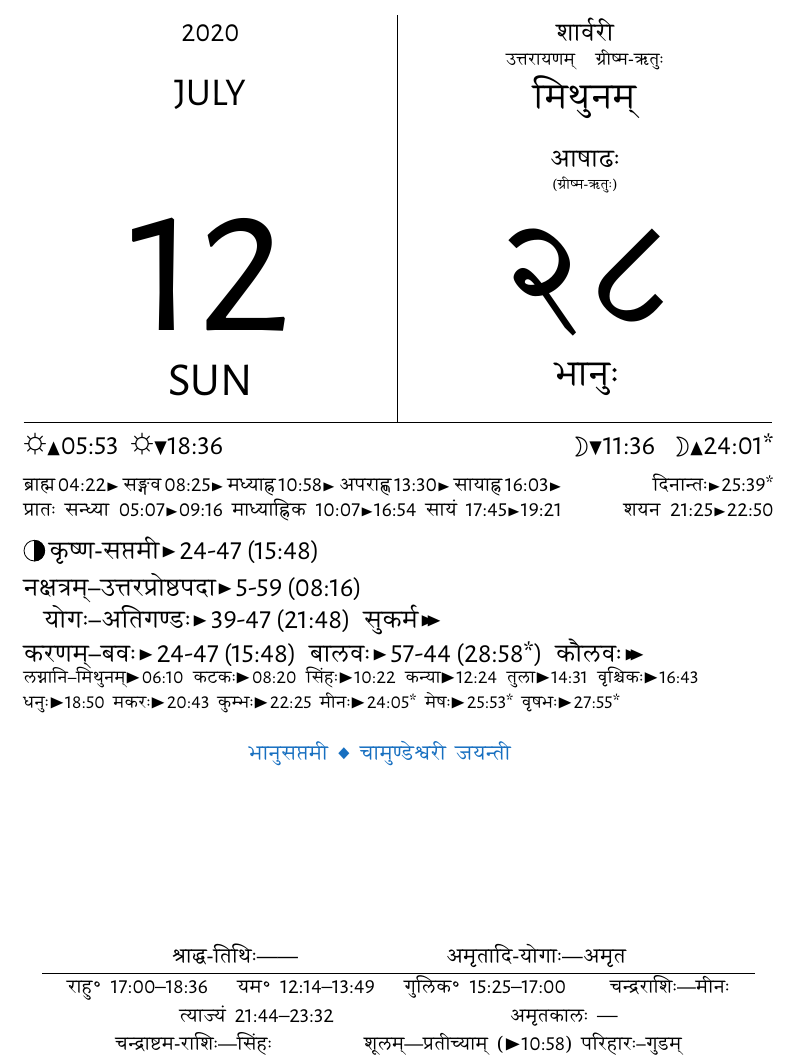 2020
JULY
12
SUN
शार्वरी
उत्तरायणम् ग्रीष्म-ऋतुः
मिथुनम्
आषाढः
(ग्रीष्म-ऋतुः)
२८
भानुः
☼▲05:53 ☼▼18:36 ☽▼11:36 ☽▲24:01*
ब्राह्म 04:22► सङ्गव 08:25► मध्याह्न 10:58► अपराह्ण 13:30► सायाह्न 16:03► दिनान्तः►25:39*
प्रातः सन्ध्या 05:07►09:16 माध्याह्निक 10:07►16:54 सायं 17:45►19:21 शयन 21:25►22:50
कृष्ण-सप्तमी►24-47 (15:48)
नक्षत्रम्–उत्तरप्रोष्ठपदा►5-59 (08:16)
योगः–अतिगण्डः►39-47 (21:48) सुकर्म►►
करणम्–बवः►24-47 (15:48) बालवः►57-44 (28:58*) कौलवः►►
लग्नानि–मिथुनम्►06:10 कटकः►08:20 सिंहः►10:22 कन्या►12:24 तुला►14:31 वृश्चिकः►16:43
धनुः►18:50 मकरः►20:43 कुम्भः►22:25 मीनः►24:05* मेषः►25:53* वृषभः►27:55*
भानुसप्तमी ◆ चामुण्डेश्वरी जयन्ती
श्राद्ध-तिथिः—— अमृतादि-योगाः—अमृत
राहु॰ 17:00–18:36 यम॰ 12:14–13:49 गुलिक॰ 15:25–17:00 चन्द्रराशिः—मीनः
त्याज्यं 21:44–23:32 अमृतकालः —
चन्द्राष्टम-राशिः—सिंहः शूलम्—प्रतीच्याम् (►10:58) परिहारः–गुडम्